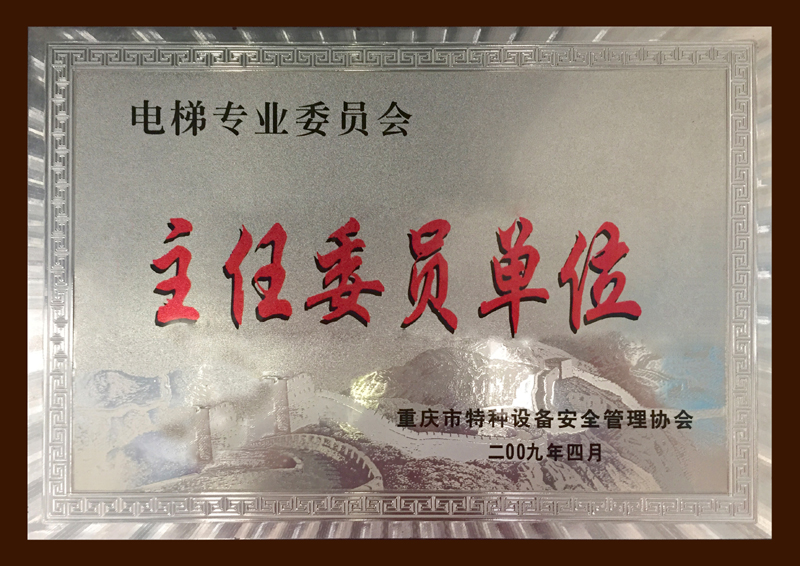 电梯专业委员会
主任委员单位
重庆市特种设备安全管理协会
二00九年四月